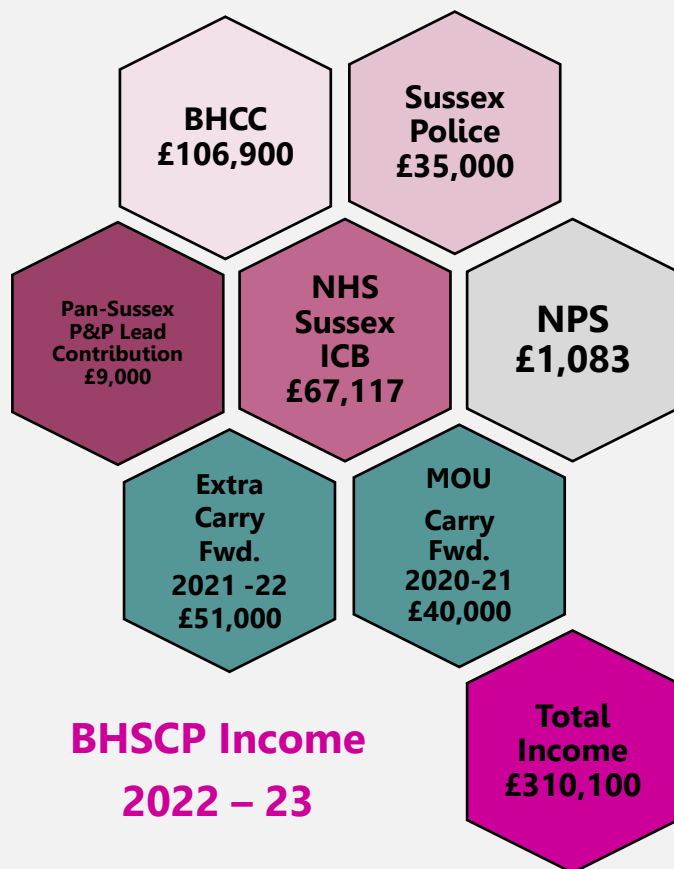 BHCC
£106,900
Sussex
Police
£35,000
Pan-Sussex
P&P Lead
Contribution
£9,000
NHS
Sussex
ICB
£67,117
NPS
£1,083
Extra
Carry
Fwd.
2021 -22
£51,000
MOU
Carry
Fwd.
2020-21
£40,000
Total
Income
£310,100
BHSCP Income
2022 – 23